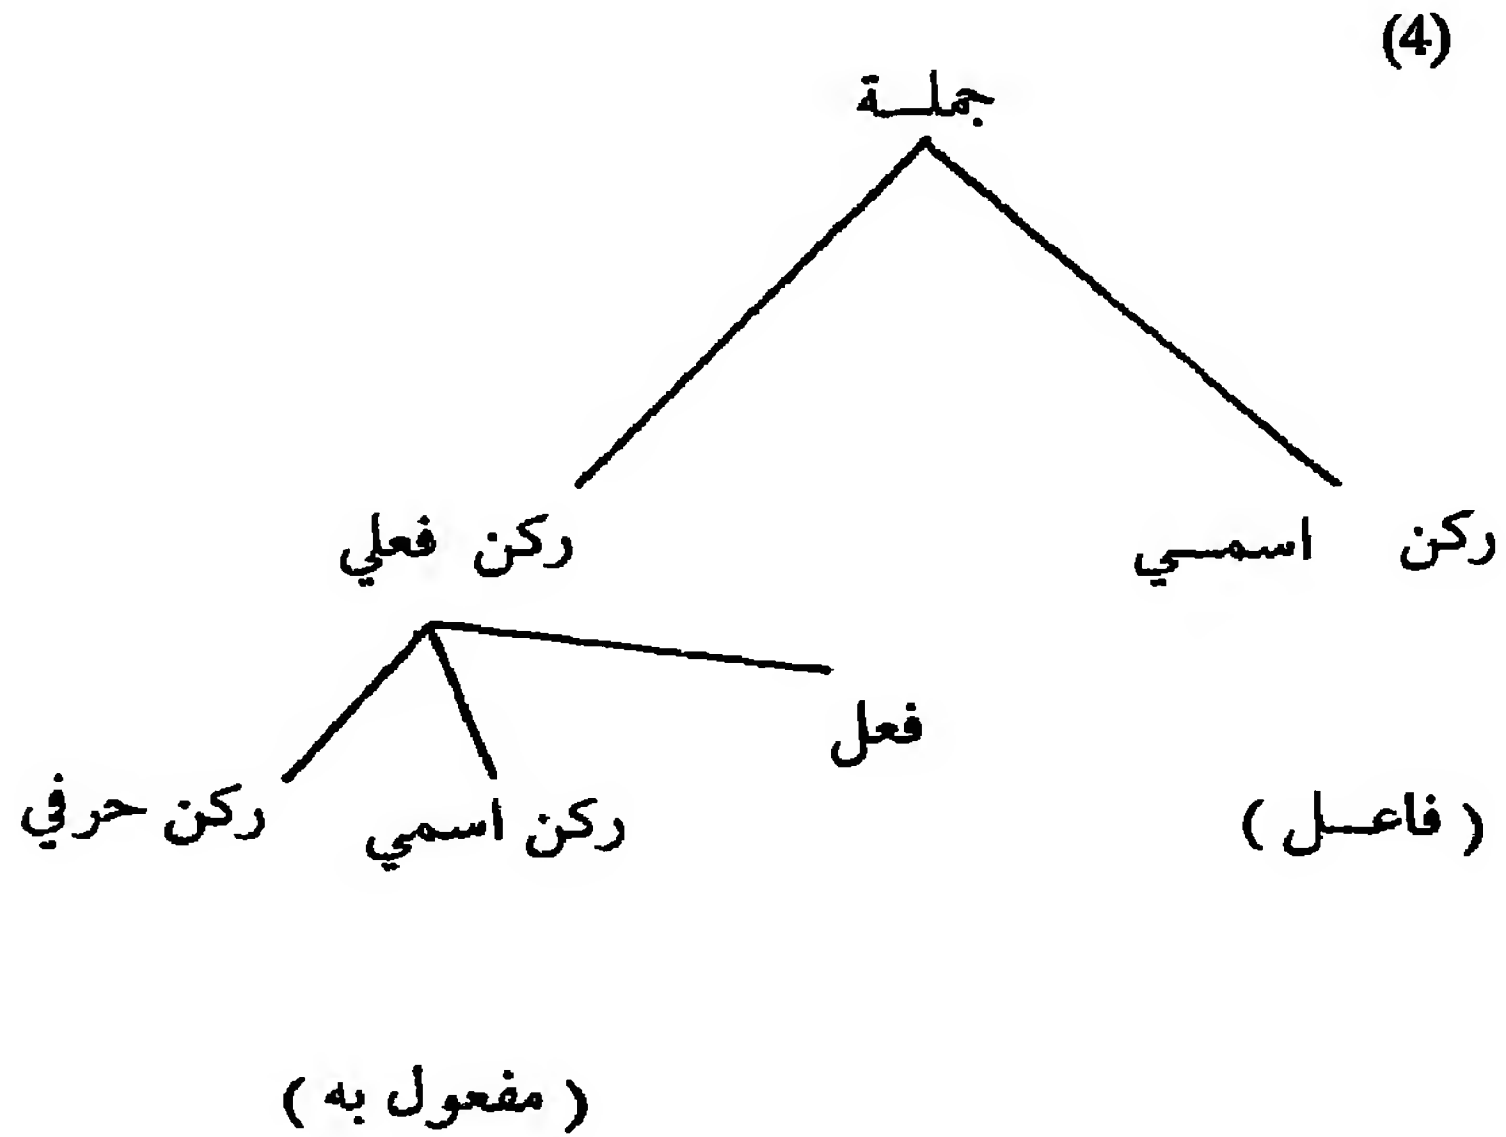 (4)
جملة
ركن اسمي
ركن فعلي
فعل
ركن اسمي
ركن حرفي
( فاعل )
( مفعول به )